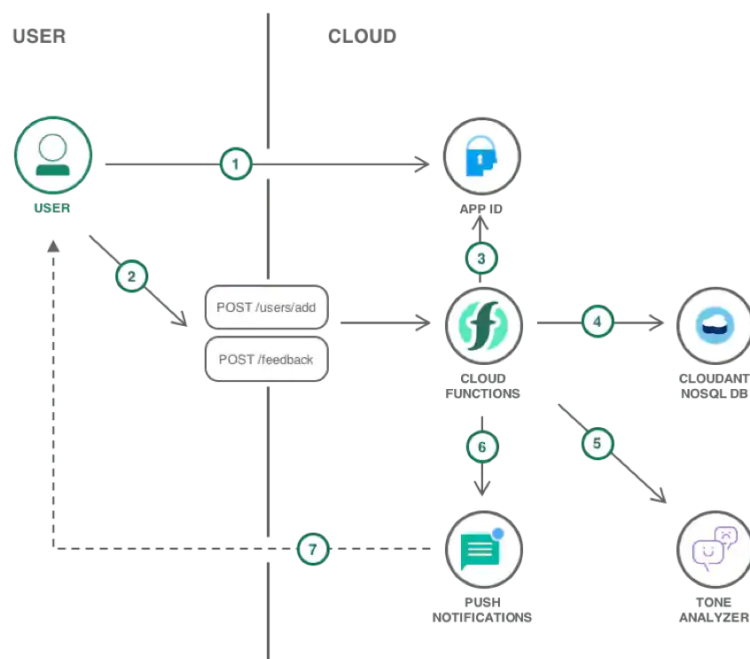 USER
CLOUD
1
USER
APP ID
2
3
POST /users/add
4
POST /feedback
CLOUD
FUNCTIONS
CLOUDANT
NOSQL DB
6
5
7
PUSH
NOTIFICATIONS
TONE
ANALYZER